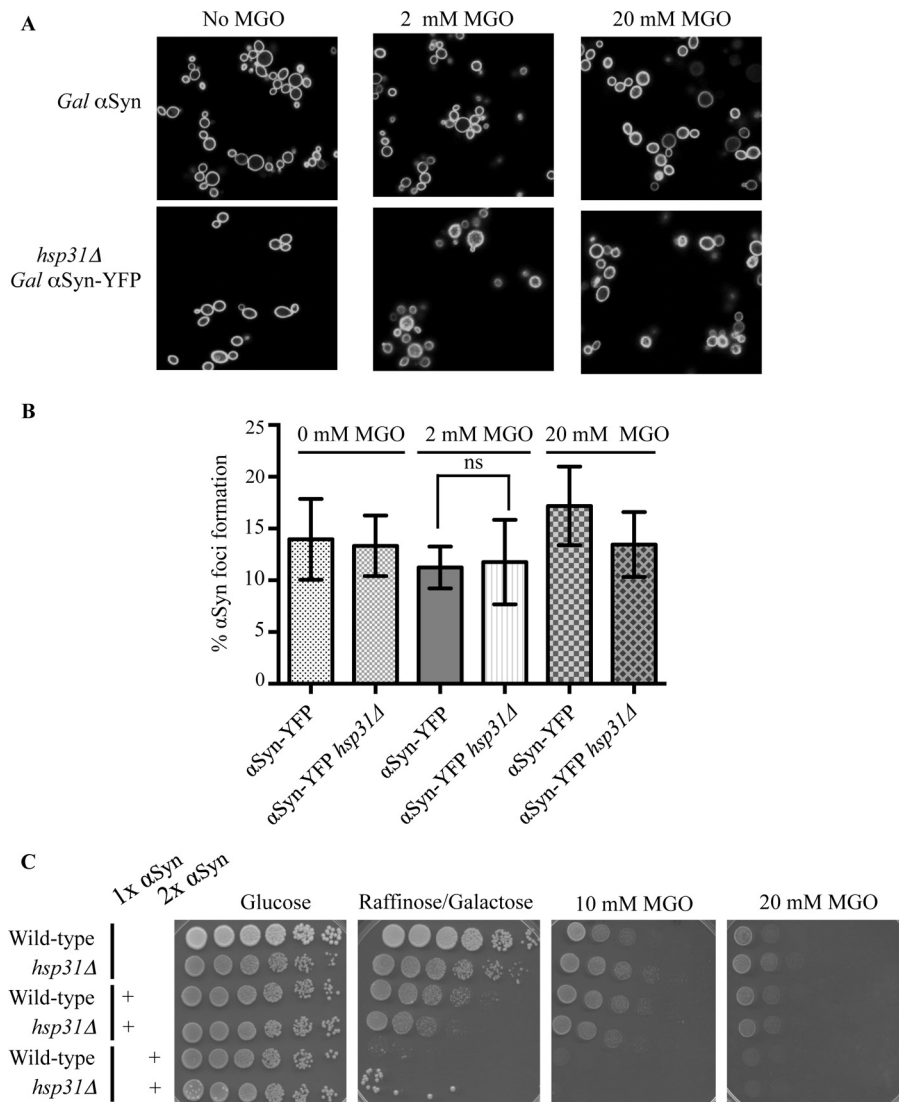 A
No MGO
2 mM MGO
20 mM MGO
Gal αSyn
hsp31Δ
Gal αSyn-YFP
B
% αSyn foci formation
25
20
15
10
5
0
0 mM MGO
2 mM MGO
20 mM MGO
ns
αSyn-YFP
αSyn-YFP hsp31Δ
αSyn-YFP
αSyn-YFP hsp31Δ
αSyn-YFP
αSyn-YFP hsp31Δ
C
1x αSyn
2x αSyn
Glucose
Raffinose/Galactose
10 mM MGO
20 mM MGO
Wild-type
hsp31Δ
Wild-type +
hsp31Δ +
Wild-type +
hsp31Δ +